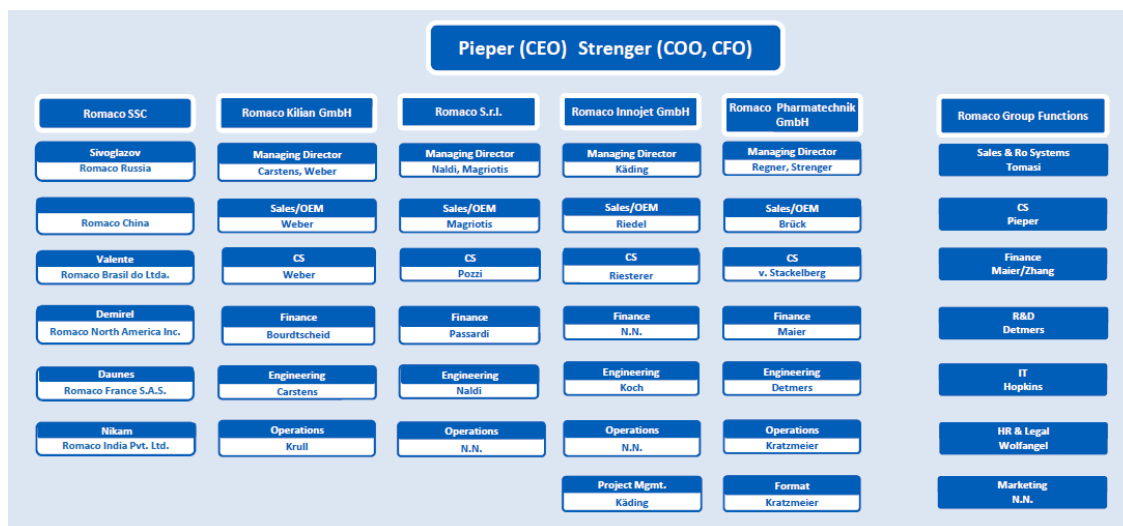 Pieper (CEO) Strenger (COO, CFO)
Romaco SSC
Sivoglazov
Romaco Russia
Romaco China
Valente
Romaco Brasil do Ltda.
Demirel
Romaco North America Inc.
Daunes
Romaco France S.A.S.
Nikam
Romaco India Pvt. Ltd.
Romaco Kilian GmbH
Managing Director
Carstens, Weber
Sales/OEM
Weber
CS
Weber
Finance
Bourdtscheid
Engineering
Carstens
Operations
Krull
Romaco S.r.l.
Managing Director
Naldi, Magriotis
Sales/OEM
Magriotis
CS
Pozzi
Finance
Passardi
Engineering
Naldi
Operations
N.N.
Romaco Innojet GmbH
Managing Director
Käding
Sales/OEM
Riedel
CS
Riesterer
Finance
N.N.
Engineering
Koch
Operations
N.N.
Project Mgmt.
Käding
Romaco Pharmatechnik
GmbH
Managing Director
Regner, Strenger
Sales/OEM
Brück
CS
v. Stackelberg
Finance
Maier
Engineering
Detmers
Operations
Kratzmeier
Format
Kratzmeier
Romaco Group Functions
Sales & Ro Systems
Tomasi
CS
Pieper
Finance
Maier/Zhang
R&D
Detmers
IT
Hopkins
HR & Legal
Wolfangel
Marketing
N.N.